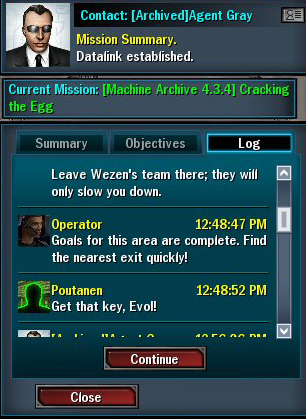 Contact: [Archived]Agent Gray
Mission Summary.
Datalink established.
Current Mission: [Machine Archive 4.3.4] Cracking
the Egg
Summary
Objectives
Log
Leave Wezen's team there; they will
only slow you down.
Operator 12:48:47 PM
Goals for this area are complete. Find
the nearest exit quickly!
Poutanen 12:48:52 PM
Get that key, Evol!
Continue
Close